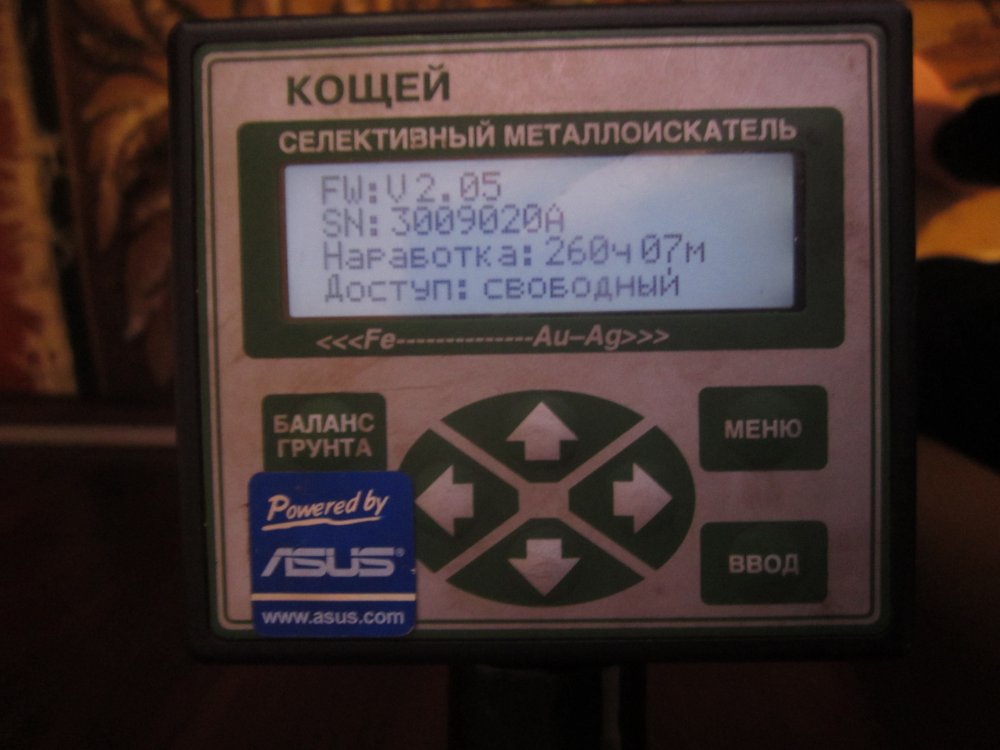 КОЩЕЙ
СЕЛЕКТИВНЫЙ МЕТАЛЛОИСКАТЕЛЬ
FW:V2.05
SN:3009020A
Наработка:260ч07м
Доступ: свободный
<<<Fe--------------Au–Ag>>>
БАЛАНС
ГРУНТА
МЕНЮ
ВВОД
Powered by
ASUS®
www.asus.com